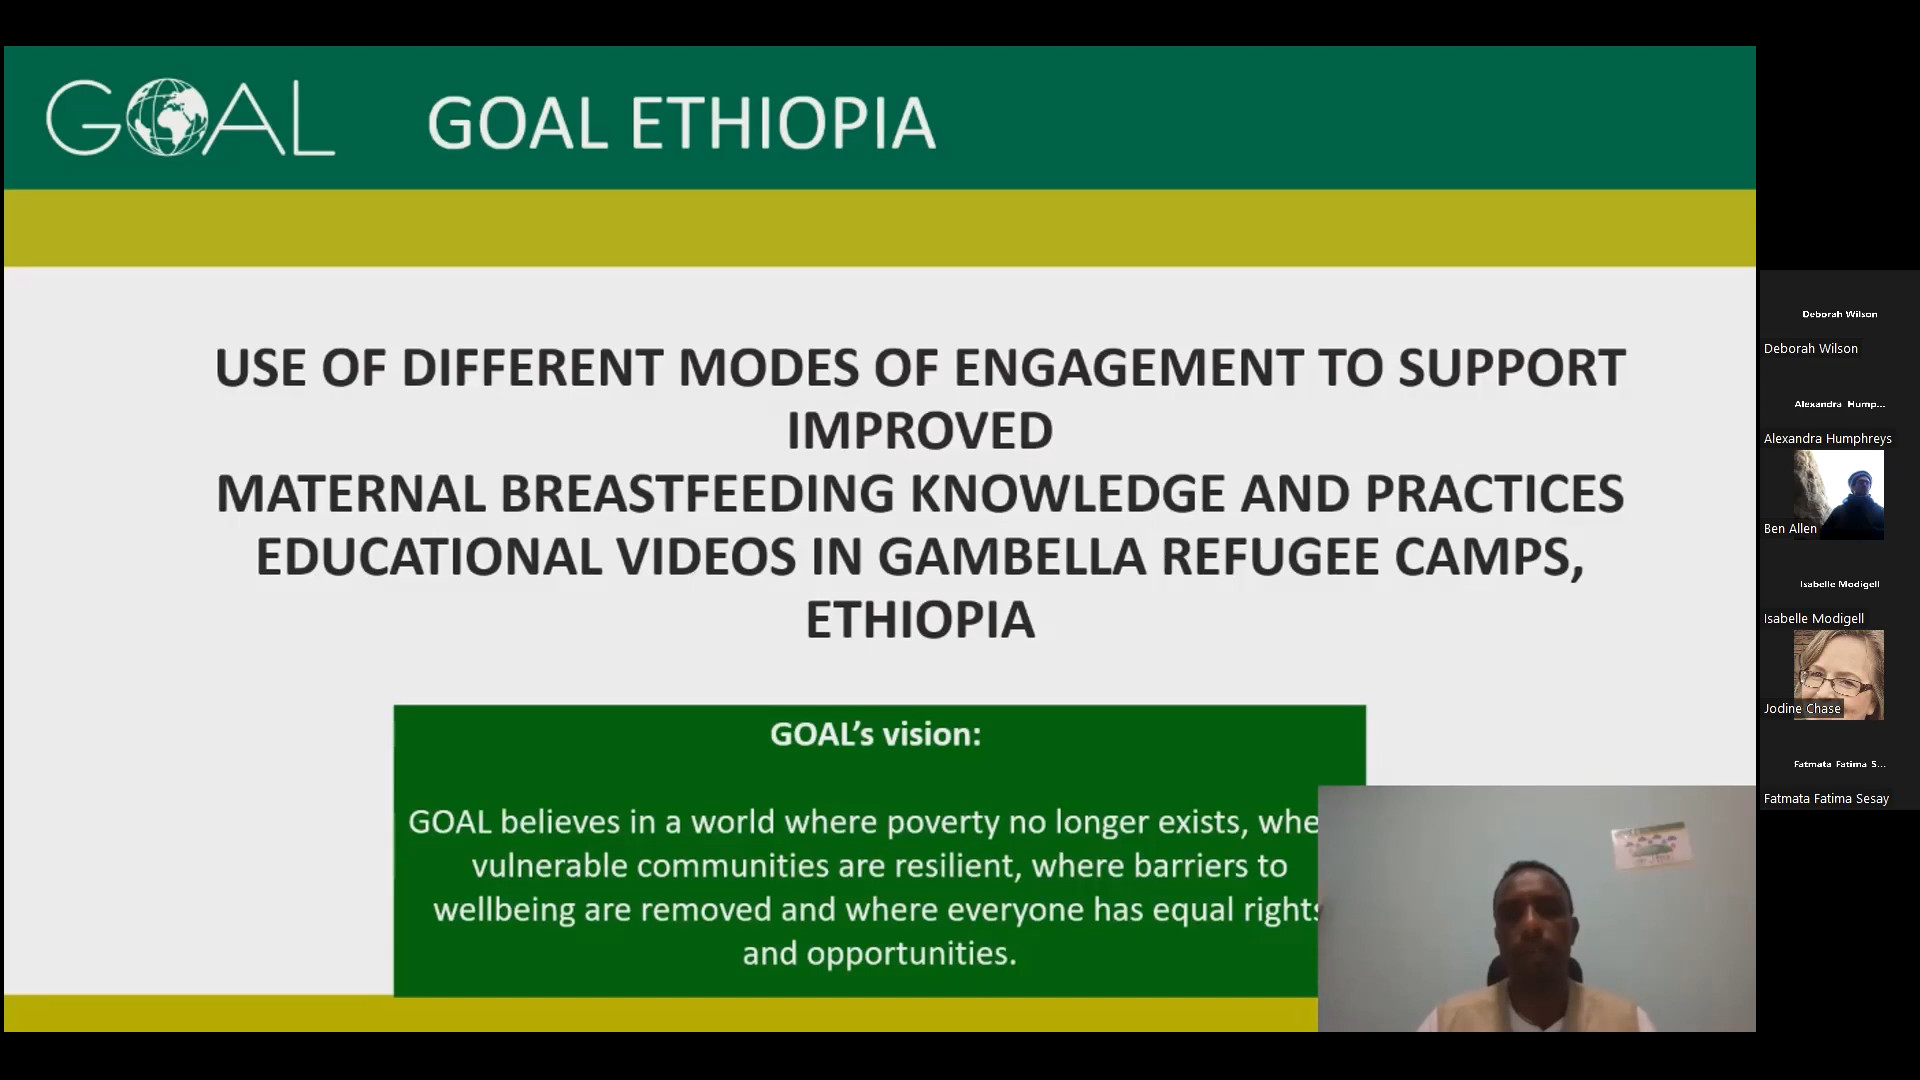 GOAL
GOAL ETHIOPIA
USE OF DIFFERENT MODES OF ENGAGEMENT TO SUPPORT
IMPROVED
MATERNAL BREASTFEEDING KNOWLEDGE AND PRACTICES
EDUCATIONAL VIDEOS IN GAMBELLA REFUGEE CAMPS,
ETHIOPIA
GOAL’s vision:
GOAL believes in a world where poverty no longer exists, whe
vulnerable communities are resilient, where barriers to
wellbeing are removed and where everyone has equal rights
and opportunities.
Deborah Wilson
Deborah Wilson
Alexandra Hump...
Alexandra Humphreys
Ben Allen
Isabelle Modigell
Isabelle Modigell
Jodine Chase
Fatmata Fatima S...
Fatmata Fatima Sesay